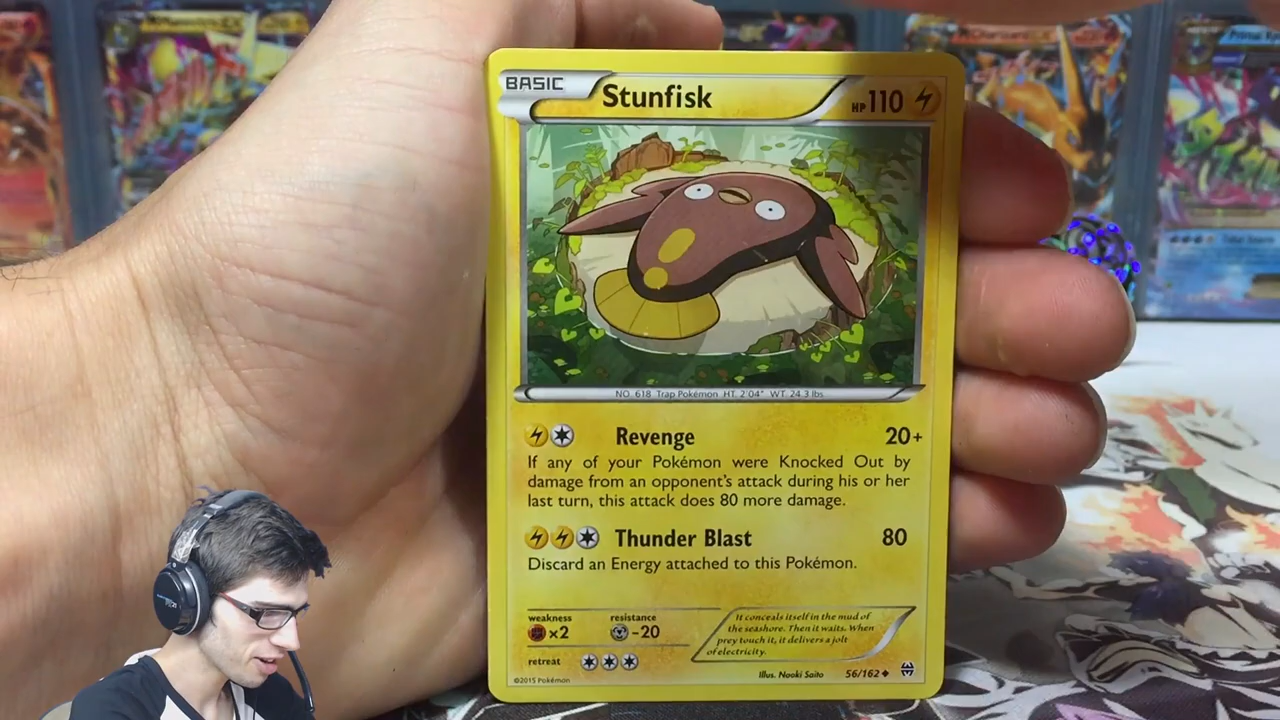 BASIC
Stunfisk
HP 110
NO. 618 Trap Pokémon HT. 2'04" WT. 24.3 lbs.
Revenge 20+
If any of your Pokémon were Knocked Out by
damage from an opponent's attack during his or her
last turn, this attack does 80 more damage.
Thunder Blast 80
Discard an Energy attached to this Pokémon.
weakness
×2
resistance
-20
retreat
It conceals itself in the mud of
the seashore. Then it waits. When
prey touch it, it delivers a jolt
of electricity.
©2015 Pokémon
Illus. Naoki Saito
56/162